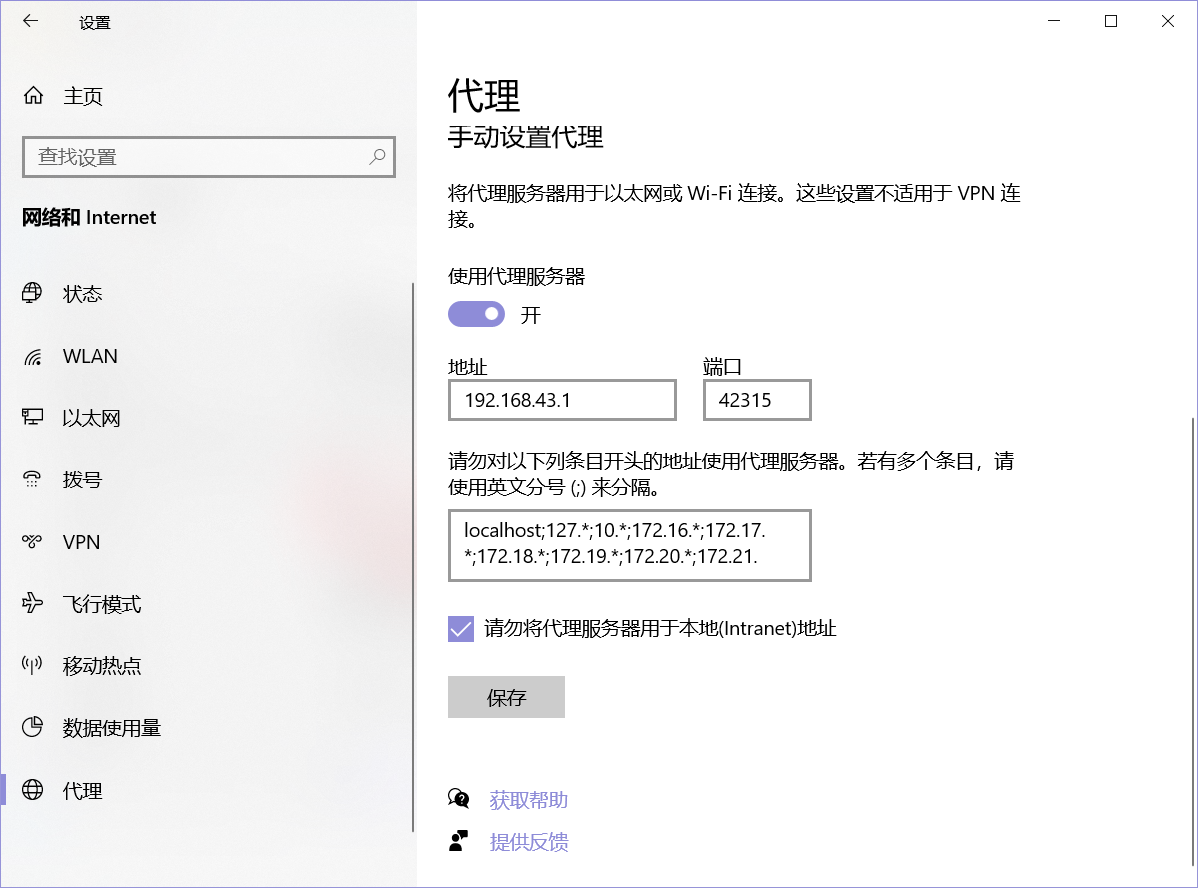 设置
主页
查找设置
网络和 Internet
状态
WLAN
以太网
拨号
VPN
飞行模式
移动热点
数据使用量
代理
代理
手动设置代理
将代理服务器用于以太网或 Wi-Fi 连接。这些设置不适用于 VPN 连
接。
使用代理服务器
开
地址
端口
192.168.43.1
42315
请勿对以下列条目开头的地址使用代理服务器。若有多个条目，请
使用英文分号 (;) 来分隔。
localhost;127.*;10.*;172.16.*;172.17.
*;172.18.*;172.19.*;172.20.*;172.21.
请勿将代理服务器用于本地(Intranet)地址
保存
获取帮助
提供反馈